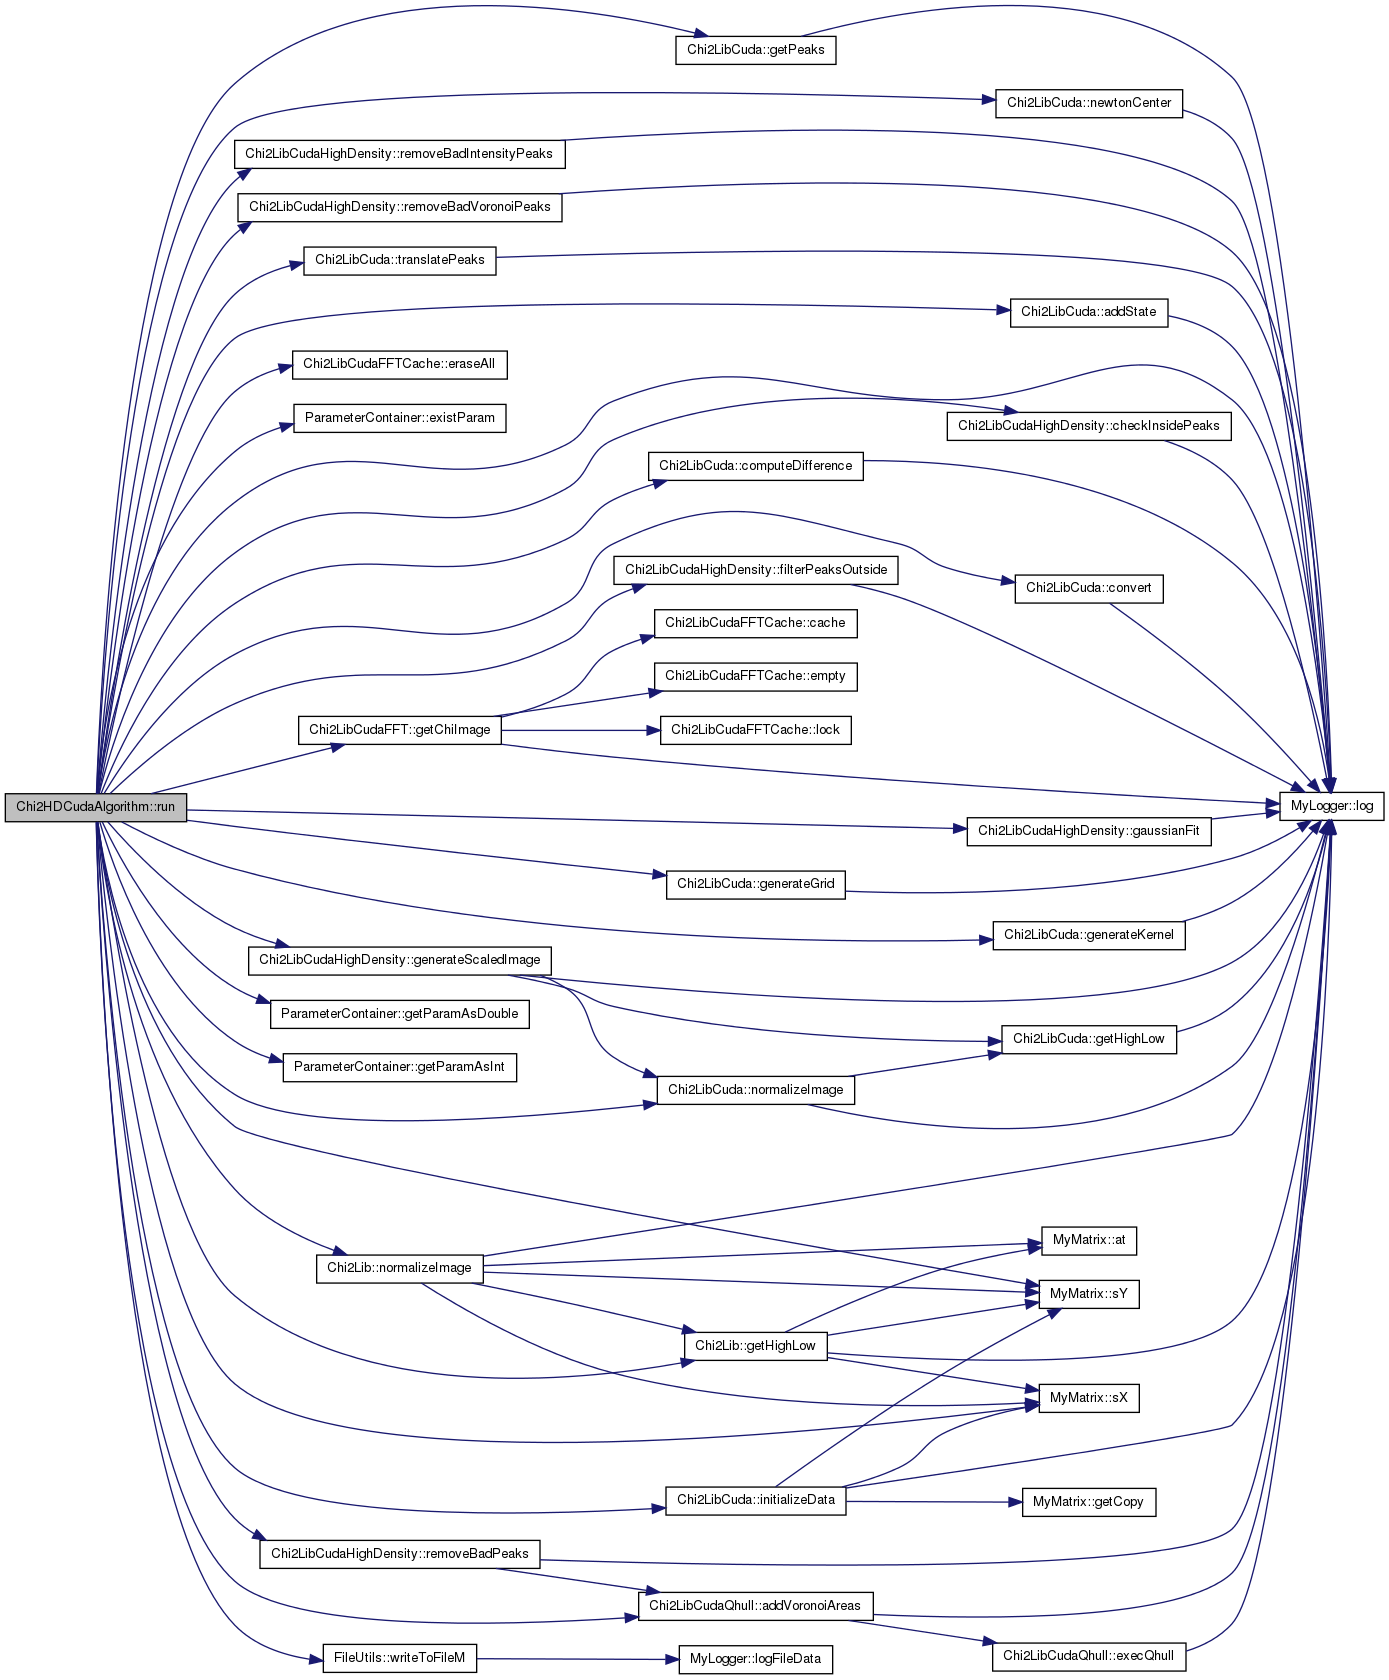 Chi2LibCuda::getPeaks
Chi2LibCuda::newtonCenter
Chi2LibCudaHighDensity::removeBadIntensityPeaks
Chi2LibCudaHighDensity::removeBadVoronoiPeaks
Chi2LibCuda::translatePeaks
Chi2LibCuda::addState
Chi2LibCudaFFTCache::eraseAll
ParameterContainer::existParam
Chi2LibCudaHighDensity::checkInsidePeaks
Chi2LibCuda::computeDifference
Chi2LibCudaHighDensity::filterPeaksOutside
Chi2LibCuda::convert
Chi2LibCudaFFTCache::cache
Chi2LibCudaFFTCache::empty
Chi2LibCudaFFT::getChiImage
Chi2LibCudaFFTCache::lock
Chi2HDCudaAlgorithm::run
MyLogger::log
Chi2LibCudaHighDensity::gaussianFit
Chi2LibCuda::generateGrid
Chi2LibCuda::generateKernel
Chi2LibCudaHighDensity::generateScaledImage
ParameterContainer::getParamAsDouble
Chi2LibCuda::getHighLow
ParameterContainer::getParamAsInt
Chi2LibCuda::normalizeImage
MyMatrix::at
Chi2Lib::normalizeImage
MyMatrix::sY
Chi2Lib::getHighLow
MyMatrix::sX
Chi2LibCuda::initializeData
MyMatrix::getCopy
Chi2LibCudaHighDensity::removeBadPeaks
Chi2LibCudaQhull::addVoronoiAreas
Chi2LibCudaQhull::execQhull
FileUtils::writeToFileM
MyLogger::logFileData